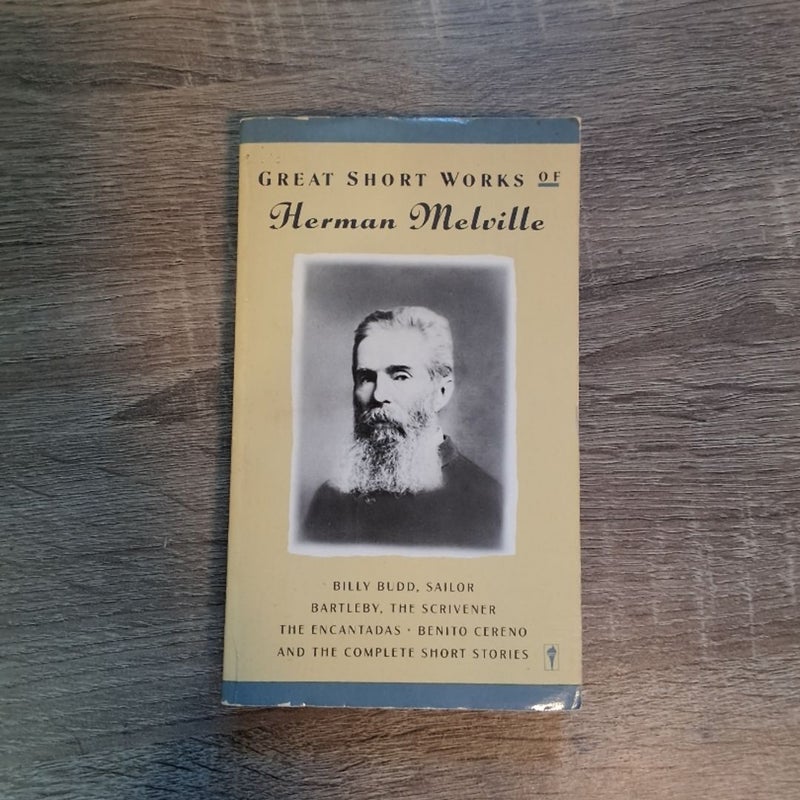 GREAT SHORT WORKS OF
Herman Melville
BILLY BUDD, SAILOR
BARTLEBY, THE SCRIVENER
THE ENCANTADAS · BENITO CERENO
AND THE COMPLETE SHORT STORIES